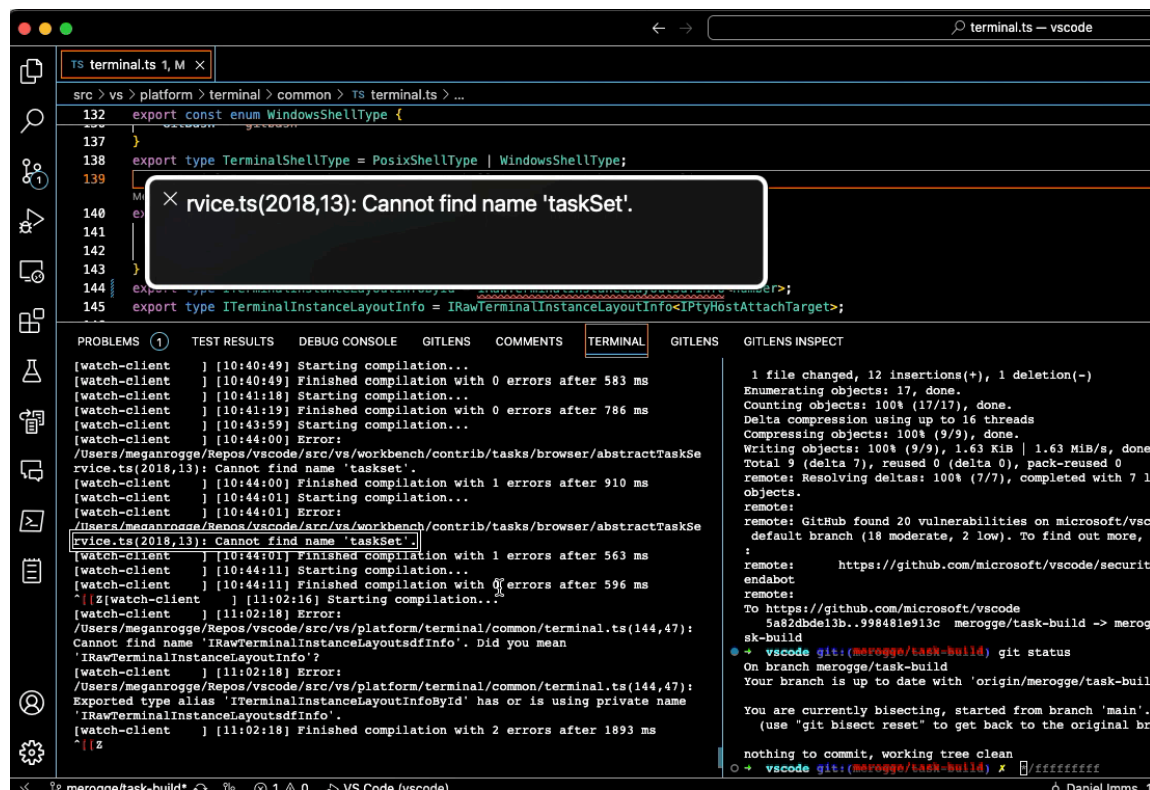 terminal.ts — vscode
TS terminal.ts 1, M
src > vs > platform > terminal > common > TS terminal.ts > ...
132 export const enum WindowsShellType {
137 }
138 export type TerminalShellType = PosixShellType | WindowsShellType;
139
rvice.ts(2018,13): Cannot find name 'taskSet'.
140
141
142
143 }
144
145 export type ITerminalInstanceLayoutInfo = IRawTerminalInstanceLayoutInfo<IPtyHostAttachTarget>;
PROBLEMS 1 TEST RESULTS DEBUG CONSOLE GITLENS COMMENTS TERMINAL GITLENS GITLENS INSPECT
[watch-client ] [10:40:49] Starting compilation...
[watch-client ] [10:40:49] Finished compilation with 0 errors after 583 ms
[watch-client ] [10:41:18] Starting compilation...
[watch-client ] [10:41:19] Finished compilation with 0 errors after 786 ms
[watch-client ] [10:43:59] Starting compilation...
[watch-client ] [10:44:00] Error:
/Users/meganrogge/Repos/vscode/src/vs/workbench/contrib/tasks/browser/abstractTaskSe
rvice.ts(2018,13): Cannot find name 'taskset'.
[watch-client ] [10:44:00] Finished compilation with 1 errors after 910 ms
[watch-client ] [10:44:01] Starting compilation...
[watch-client ] [10:44:01] Error:
/Users/meganrogge/Repos/vscode/src/vs/workbench/contrib/tasks/browser/abstractTaskSe
rvice.ts(2018,13): Cannot find name 'taskSet'.
[watch-client ] [10:44:01] Finished compilation with 1 errors after 563 ms
[watch-client ] [10:44:11] Starting compilation...
[watch-client ] [10:44:11] Finished compilation with 0 errors after 596 ms
^[[Z[watch-client ] [11:02:16] Starting compilation...
[watch-client ] [11:02:18] Error:
/Users/meganrogge/Repos/vscode/src/vs/platform/terminal/common/terminal.ts(144,47):
Cannot find name 'IRawTerminalInstanceLayoutsdfInfo'. Did you mean
'IRawTerminalInstanceLayoutInfo'?
[watch-client ] [11:02:18] Error:
/Users/meganrogge/Repos/vscode/src/vs/platform/terminal/common/terminal.ts(144,47):
Exported type alias 'ITerminalInstanceLayoutInfoById' has or is using private name
'IRawTerminalInstanceLayoutsdfInfo'.
[watch-client ] [11:02:18] Finished compilation with 2 errors after 1893 ms
^[[Z
1 file changed, 12 insertions(+), 1 deletion(-)
Enumerating objects: 17, done.
Counting objects: 100% (17/17), done.
Delta compression using up to 16 threads
Compressing objects: 100% (9/9), done.
Writing objects: 100% (9/9), 1.63 KiB | 1.63 MiB/s, done
Total 9 (delta 7), reused 0 (delta 0), pack-reused 0
remote: Resolving deltas: 100% (7/7), completed with 7 l
objects.
remote:
remote: GitHub found 20 vulnerabilities on microsoft/vsc
default branch (18 moderate, 2 low). To find out more,
:
remote: https://github.com/microsoft/vscode/securit
endabot
remote:
To https://github.com/microsoft/vscode
5a82dbde13b..998481e913c merogge/task-build -> merog
sk-build
→ vscode git:(merogge/task-build) git status
On branch merogge/task-build
Your branch is up to date with 'origin/merogge/task-buil
You are currently bisecting, started from branch 'main'.
(use "git bisect reset" to get back to the original br
nothing to commit, working tree clean
→ vscode git:(merogge/task-build) ✗ /fffffffff
merogge/task-build* 1 0 VS Code (vscode) Daniel Imms, 1